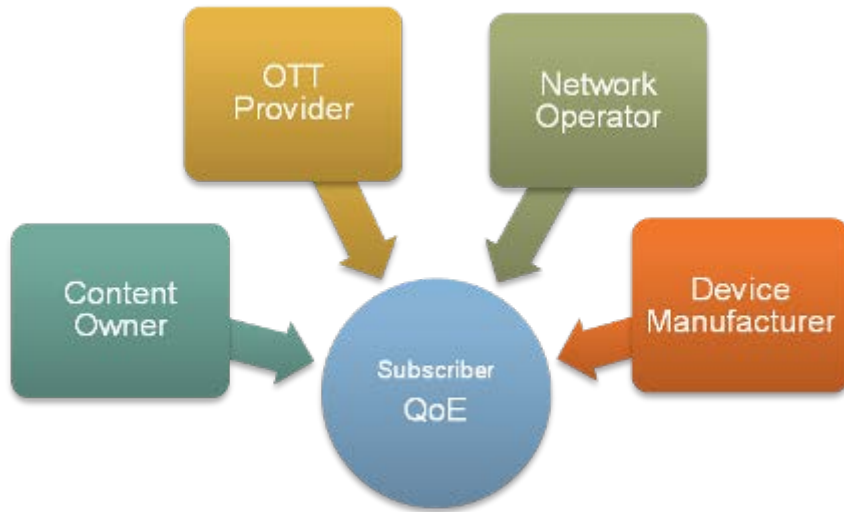 OTT
Provider
Network
Operator
Content
Owner
Device
Manufacturer
Subscriber
QoE